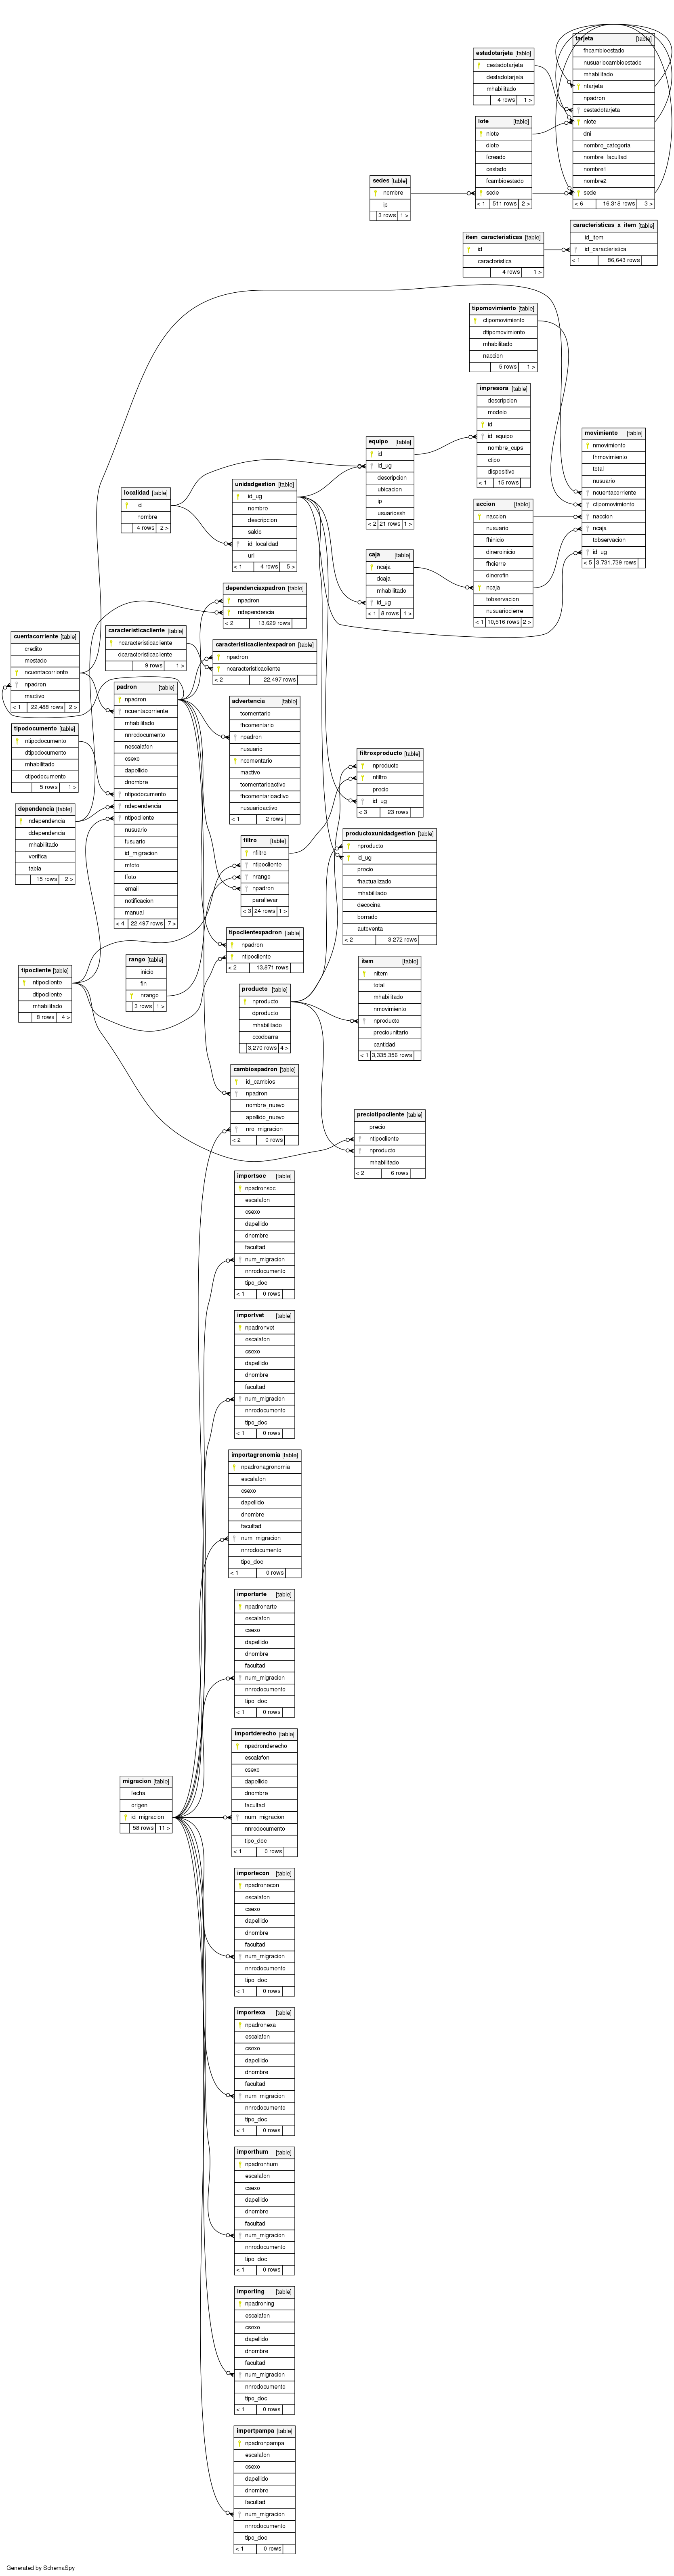 estadotarjeta [table]
cestadotarjeta
destadotarjeta
mhabilitado
4 rows 1 >
tarjeta [table]
fhcambioestado
nusuariocambioestado
mhabilitado
ntarjeta
npadron
cestadotarjeta
nlote
dni
nombre_categoria
nombre_facultad
nombre1
nombre2
sede
< 6 16,318 rows 3 >
lote [table]
nlote
dlote
fcreado
cestado
fcambioestado
sede
< 1 511 rows 2 >
sedes [table]
nombre
ip
3 rows 1 >
item_caracteristicas [table]
id
caracteristica
4 rows 1 >
caracteristicas_x_item [table]
id_item
id_caracteristica
< 1 86,643 rows
tipomovimiento [table]
ctipomovimiento
dtipomovimiento
mhabilitado
naccion
5 rows 1 >
impresora [table]
descripcion
modelo
id
id_equipo
nombre_cups
ctipo
dispositivo
< 1 15 rows
movimiento [table]
nmovimiento
fhmovimiento
total
nusuario
ncuentacorriente
ctipomovimiento
naccion
ncaja
tobservacion
id_ug
< 5 3,731,739 rows
equipo [table]
id
id_ug
descripcion
ubicacion
ip
usuariossh
< 2 21 rows 1 >
localidad [table]
id
nombre
4 rows 2 >
unidadgestion [table]
id_ug
nombre
descripcion
saldo
id_localidad
url
< 1 4 rows 5 >
accion [table]
naccion
nusuario
fhinicio
dineroinicio
fhcierre
dinerofin
ncaja
tobservacion
nusuariocierre
< 1 10,516 rows 2 >
caja [table]
ncaja
dcaja
mhabilitado
id_ug
< 1 8 rows 1 >
dependenciaxpadron [table]
npadron
ndependencia
< 2 13,629 rows
cuentacorriente [table]
credito
mestado
ncuentacorriente
npadron
mactivo
< 1 22,488 rows 2 >
caracteristicacliente [table]
ncaracteristicacliente
dcaracteristicacliente
9 rows 1 >
caracteristicaclientexpadron [table]
npadron
ncaracteristicacliente
< 2 22,497 rows
padron [table]
npadron
ncuentacorriente
mhabilitado
nnrodocumento
nescalafon
csexo
dapellido
dnombre
ntipodocumento
ndependencia
ntipocliente
nusuario
fusuario
id_migracion
mfoto
ffoto
email
notificacion
manual
< 4 22,497 rows 7 >
advertencia [table]
tcomentario
fhcomentario
npadron
nusuario
ncomentario
mactivo
tcomentarioactivo
fhcomentarioactivo
nusuarioactivo
< 1 2 rows
tipodocumento [table]
ntipodocumento
dtipodocumento
mhabilitado
ctipodocumento
5 rows 1 >
filtroxproducto [table]
nproducto
nfiltro
precio
id_ug
< 3 23 rows
dependencia [table]
ndependencia
ddependencia
mhabilitado
verifica
tabla
15 rows 2 >
filtro [table]
nfiltro
ntipocliente
nrango
npadron
parallevar
< 3 24 rows 1 >
productoxunidadgestion [table]
nproducto
id_ug
precio
fhactualizado
mhabilitado
decocina
borrado
autoventa
< 2 3,272 rows
tipoclientexpadron [table]
npadron
ntipocliente
< 2 13,871 rows
tipocliente [table]
ntipocliente
dtipocliente
mhabilitado
8 rows 4 >
rango [table]
inicio
fin
nrango
3 rows 1 >
item [table]
nitem
total
mhabilitado
nmovimiento
nproducto
preciounitario
cantidad
< 1 3,335,356 rows
producto [table]
nproducto
dproducto
mhabilitado
ccodbarra
3,270 rows 4 >
cambiospadron [table]
id_cambios
npadron
nombre_nuevo
apellido_nuevo
nro_migracion
< 2 0 rows
preciotipocliente [table]
precio
ntipocliente
nproducto
mhabilitado
< 2 6 rows
importsoc [table]
npadronsoc
escalafon
csexo
dapellido
dnombre
facultad
num_migracion
nnrodocumento
tipo_doc
< 1 0 rows
importvet [table]
npadronvet
escalafon
csexo
dapellido
dnombre
facultad
num_migracion
nnrodocumento
tipo_doc
< 1 0 rows
importagronomia [table]
npadronagronomia
escalafon
csexo
dapellido
dnombre
facultad
num_migracion
nnrodocumento
tipo_doc
< 1 0 rows
importarte [table]
npadronarte
escalafon
csexo
dapellido
dnombre
facultad
num_migracion
nnrodocumento
tipo_doc
< 1 0 rows
importderecho [table]
npadronderecho
escalafon
csexo
dapellido
dnombre
facultad
num_migracion
nnrodocumento
tipo_doc
< 1 0 rows
migracion [table]
fecha
origen
id_migracion
58 rows 11 >
importecon [table]
npadronecon
escalafon
csexo
dapellido
dnombre
facultad
num_migracion
nnrodocumento
tipo_doc
< 1 0 rows
importexa [table]
npadronexa
escalafon
csexo
dapellido
dnombre
facultad
num_migracion
nnrodocumento
tipo_doc
< 1 0 rows
importhum [table]
npadronhum
escalafon
csexo
dapellido
dnombre
facultad
num_migracion
nnrodocumento
tipo_doc
< 1 0 rows
importing [table]
npadroning
escalafon
csexo
dapellido
dnombre
facultad
num_migracion
nnrodocumento
tipo_doc
< 1 0 rows
importpampa [table]
npadronpampa
escalafon
csexo
dapellido
dnombre
facultad
num_migracion
nnrodocumento
tipo_doc
< 1 0 rows
Generated by SchemaSpy